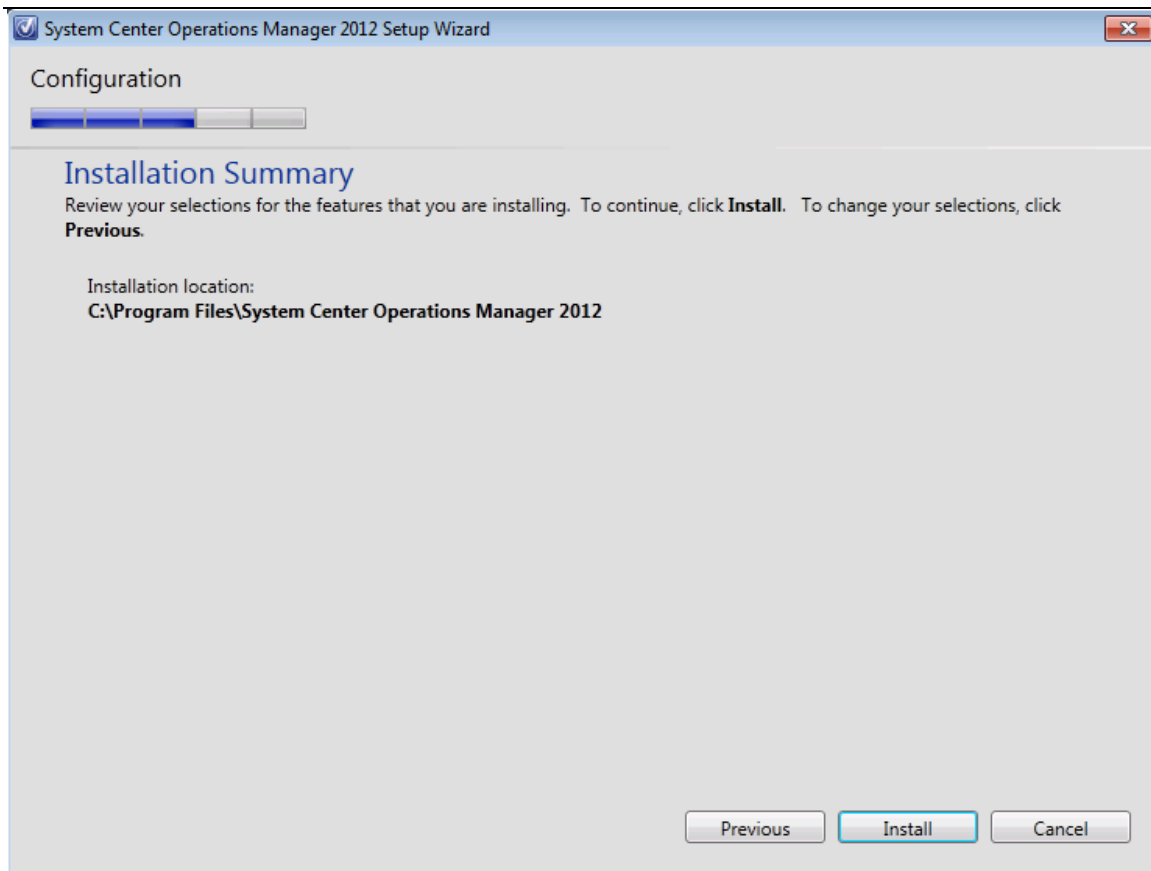 System Center Operations Manager 2012 Setup Wizard
Configuration
Installation Summary
Review your selections for the features that you are installing.  To continue, click Install.   To change your selections, click
Previous.
Installation location:
C:\Program Files\System Center Operations Manager 2012
Previous Install Cancel